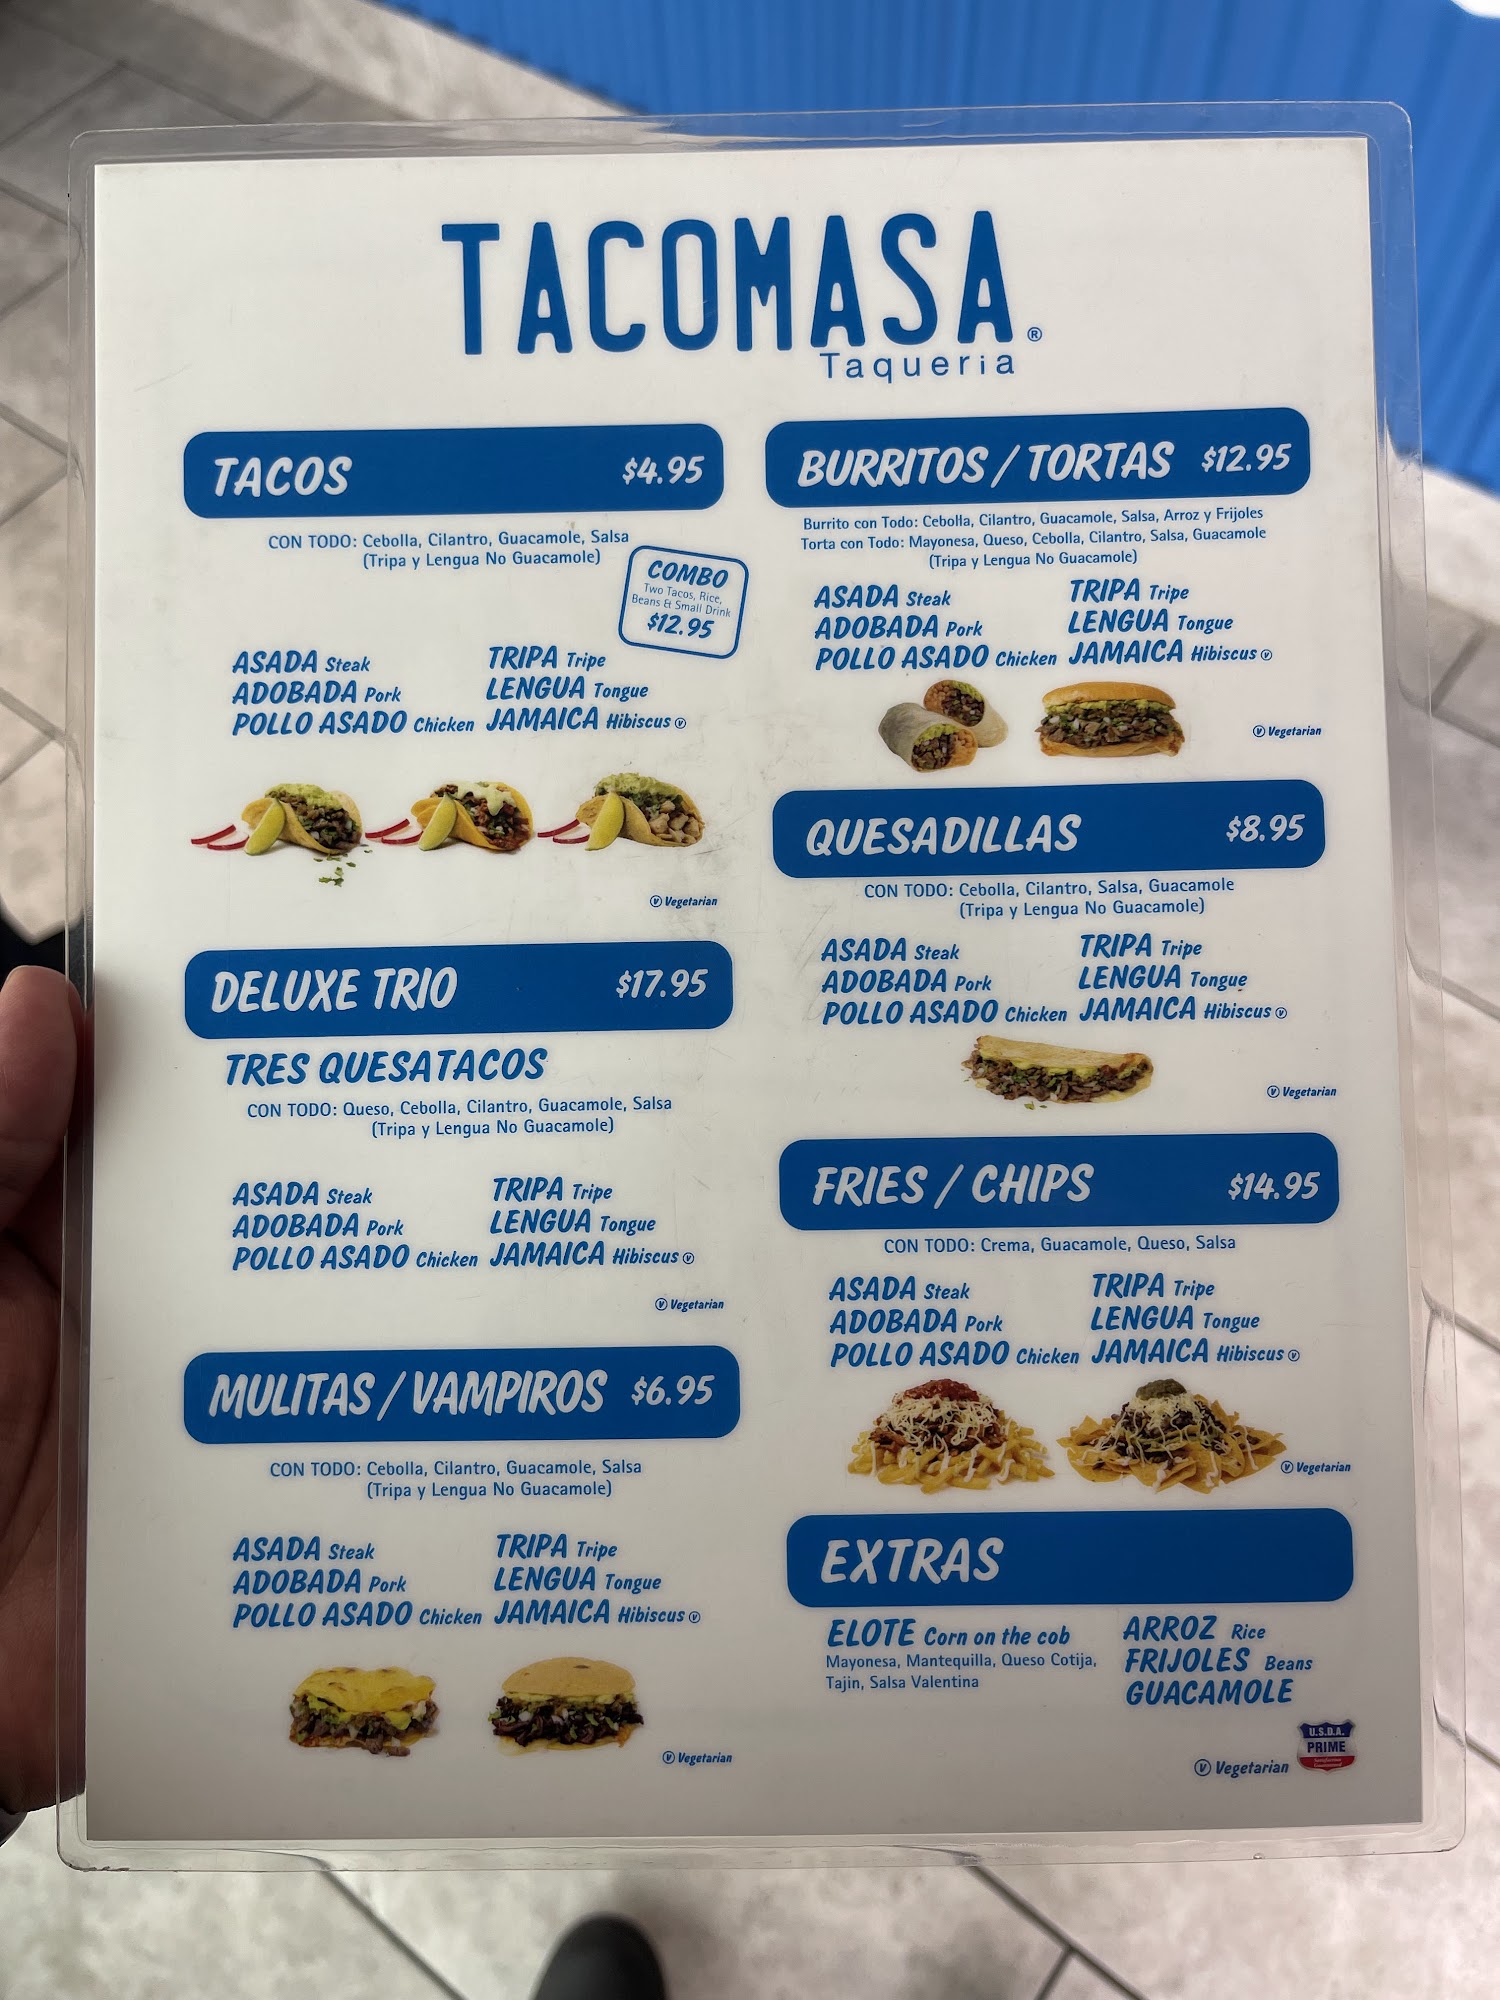 TACOMASA®
Taqueria
TACOS $4.95
CON TODO: Cebolla, Cilantro, Guacamole, Salsa
(Tripa y Lengua No Guacamole)
COMBO
Two Tacos, Rice,
Beans & Small Drink
$12.95
ASADA Steak
ADOBADA Pork
POLLO ASADO Chicken
TRIPA Tripe
LENGUA Tongue
JAMAICA Hibiscus Ⓥ
Ⓥ Vegetarian
DELUXE TRIO $17.95
TRES QUESATACOS
CON TODO: Queso, Cebolla, Cilantro, Guacamole, Salsa
(Tripa y Lengua No Guacamole)
ASADA Steak
ADOBADA Pork
POLLO ASADO Chicken
TRIPA Tripe
LENGUA Tongue
JAMAICA Hibiscus Ⓥ
Ⓥ Vegetarian
MULITAS / VAMPIROS $6.95
CON TODO: Cebolla, Cilantro, Guacamole, Salsa
(Tripa y Lengua No Guacamole)
ASADA Steak
ADOBADA Pork
POLLO ASADO Chicken
TRIPA Tripe
LENGUA Tongue
JAMAICA Hibiscus Ⓥ
Ⓥ Vegetarian
BURRITOS / TORTAS $12.95
Burrito con Todo: Cebolla, Cilantro, Guacamole, Salsa, Arroz y Frijoles
Torta con Todo: Mayonesa, Queso, Cebolla, Cilantro, Salsa, Guacamole
(Tripa y Lengua No Guacamole)
ASADA Steak
ADOBADA Pork
POLLO ASADO Chicken
TRIPA Tripe
LENGUA Tongue
JAMAICA Hibiscus Ⓥ
Ⓥ Vegetarian
QUESADILLAS $8.95
CON TODO: Cebolla, Cilantro, Salsa, Guacamole
(Tripa y Lengua No Guacamole)
ASADA Steak
ADOBADA Pork
POLLO ASADO Chicken
TRIPA Tripe
LENGUA Tongue
JAMAICA Hibiscus Ⓥ
Ⓥ Vegetarian
FRIES / CHIPS $14.95
CON TODO: Crema, Guacamole, Queso, Salsa
ASADA Steak
ADOBADA Pork
POLLO ASADO Chicken
TRIPA Tripe
LENGUA Tongue
JAMAICA Hibiscus Ⓥ
Ⓥ Vegetarian
EXTRAS
ELOTE Corn on the cob
Mayonesa, Mantequilla, Queso Cotija,
Tajin, Salsa Valentina
ARROZ Rice
FRIJOLES Beans
GUACAMOLE
Ⓥ Vegetarian
U.S.D.A.
PRIME